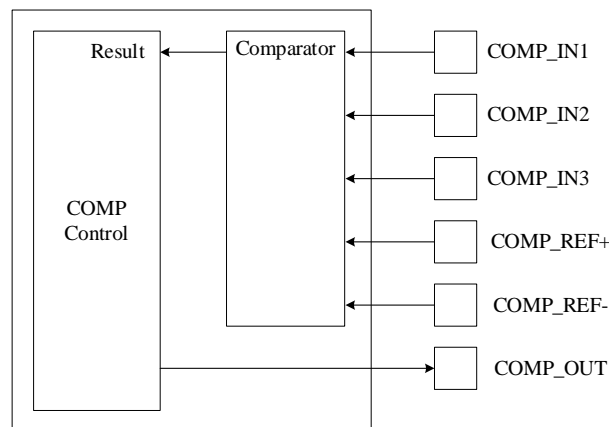 Result
Comparator
COMP_IN1
COMP_IN2
COMP_IN3
COMP
Control
COMP_REF+
COMP_REF-
COMP_OUT